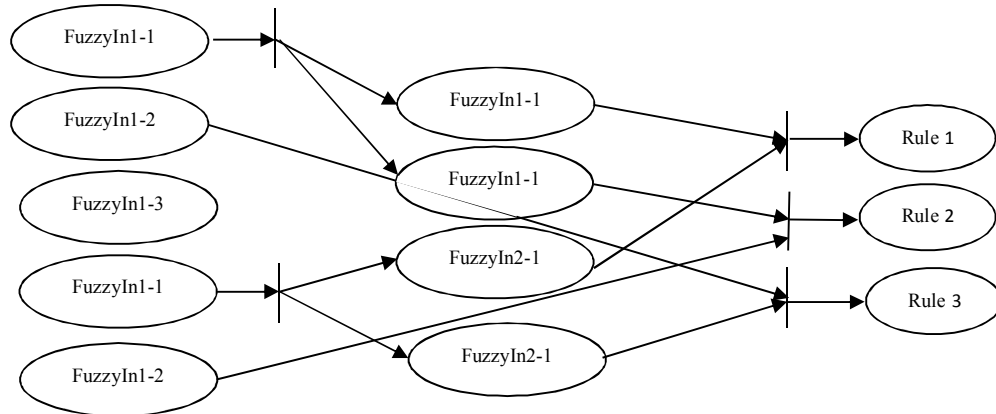 FuzzyIn1-1
FuzzyIn1-2
FuzzyIn1-3
FuzzyIn1-1
FuzzyIn1-2
FuzzyIn1-1
FuzzyIn1-1
FuzzyIn2-1
FuzzyIn2-1
Rule 1
Rule 2
Rule 3